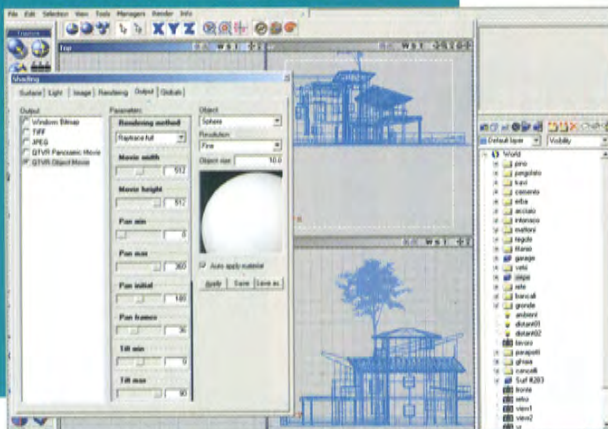 File Edit Selection View Tools Managers Render Info
Top
W S T
X Y Z
Shading
Surface Light Image Rendering Output Globals
Output
Windows Bitmap
TIFF
JPEG
QTVR Panoramic Movie
QTVR Object Movie
Parameters
Rendering method
Raytrace full
Movie width
512
Movie height
512
Pan min
0
Pan max
360
Pan initial
180
Pan frames
36
Tilt min
0
Tilt max
90
Object
Sphere
Resolution
Fine
Object size 10.0
Auto apply material
Apply Save Save as
W S T
W S T
Default layer Visibility
World
pino
pergolato
travi
cemento
erba
acciaio
intonaco
mattoni
tegole
titanio
garage
vetri
siepe
rete
bancali
gronde
ambient
distant01
distant02
lavoro
parapetti
ghiaia
cancelli
Surf #283
fronte
retro
view1
view2